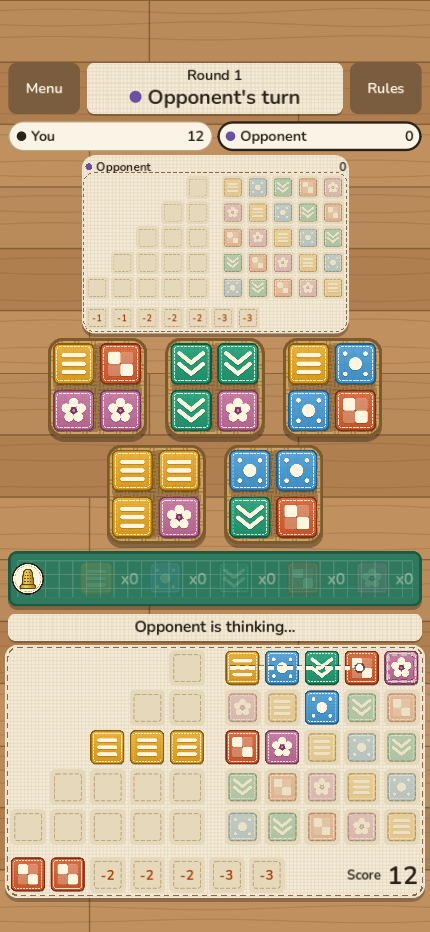 Menu
Round 1
Opponent's turn
Rules
You 12
Opponent 0
Opponent 0
-1 -1 -2 -2 -2 -3 -3
x0 x0 x0 x0 x0
Opponent is thinking...
-2 -2 -2 -3 -3
Score 12